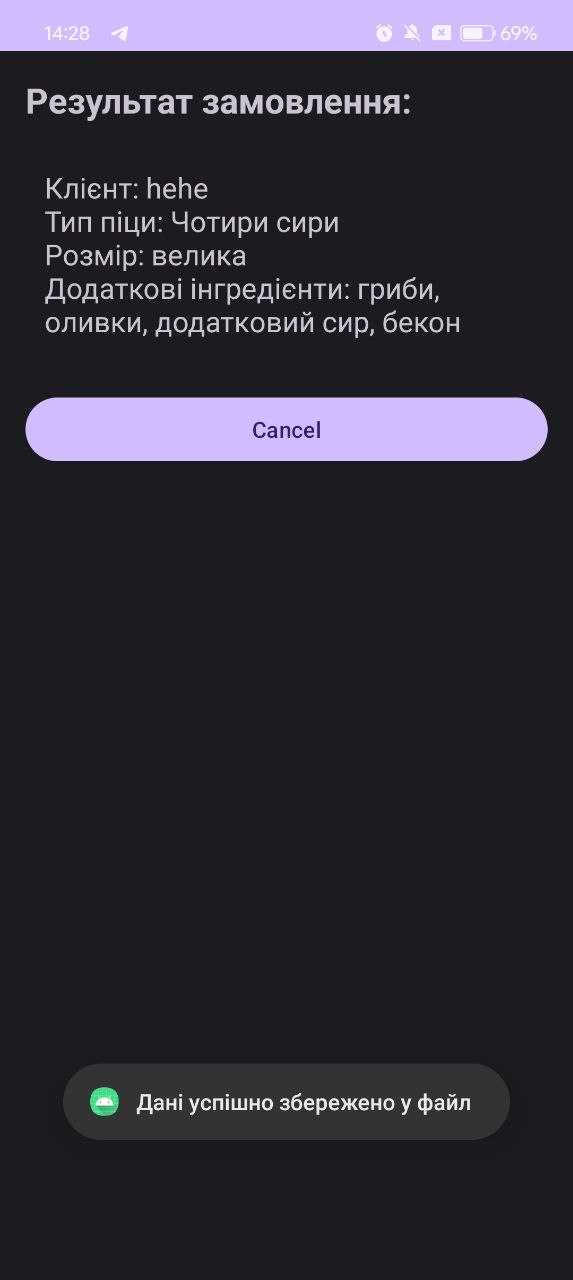 14:28
69%
Результат замовлення:
Клієнт: hehe
Тип піци: Чотири сири
Розмір: велика
Додаткові інгредієнти: гриби,
оливки, додатковий сир, бекон
Cancel
Дані успішно збережено у файл